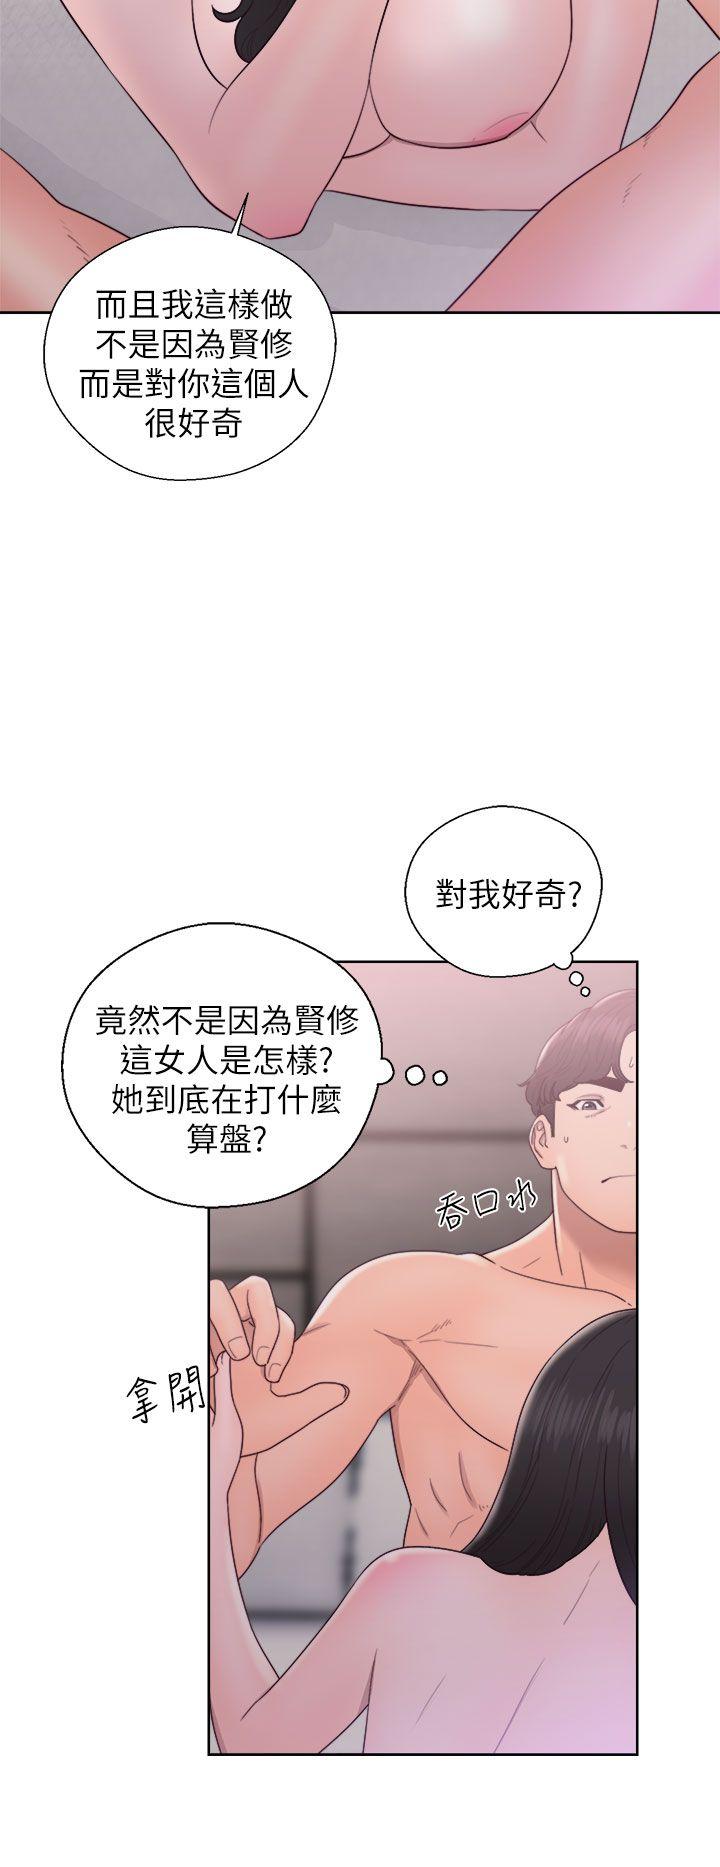 而且我這樣做
不是因為賢修
而是對你這個人
很好奇
對我好奇?
竟然不是因為賢修
這女人是怎樣?
她到底在打什麼
算盤?
吞口水
拿開